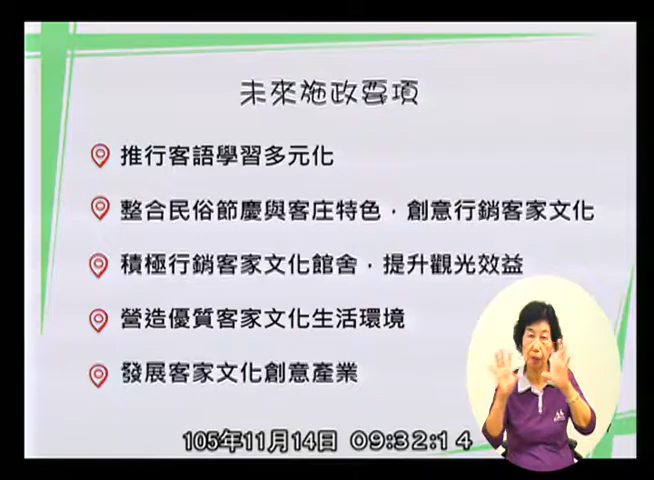 未來施政要項
推行客語學習多元化
整合民俗節慶與客庄特色，創意行銷客家文化
積極行銷客家文化館舍，提升觀光效益
營造優質客家文化生活環境
發展客家文化創意產業
105年11月14日 09:32:14